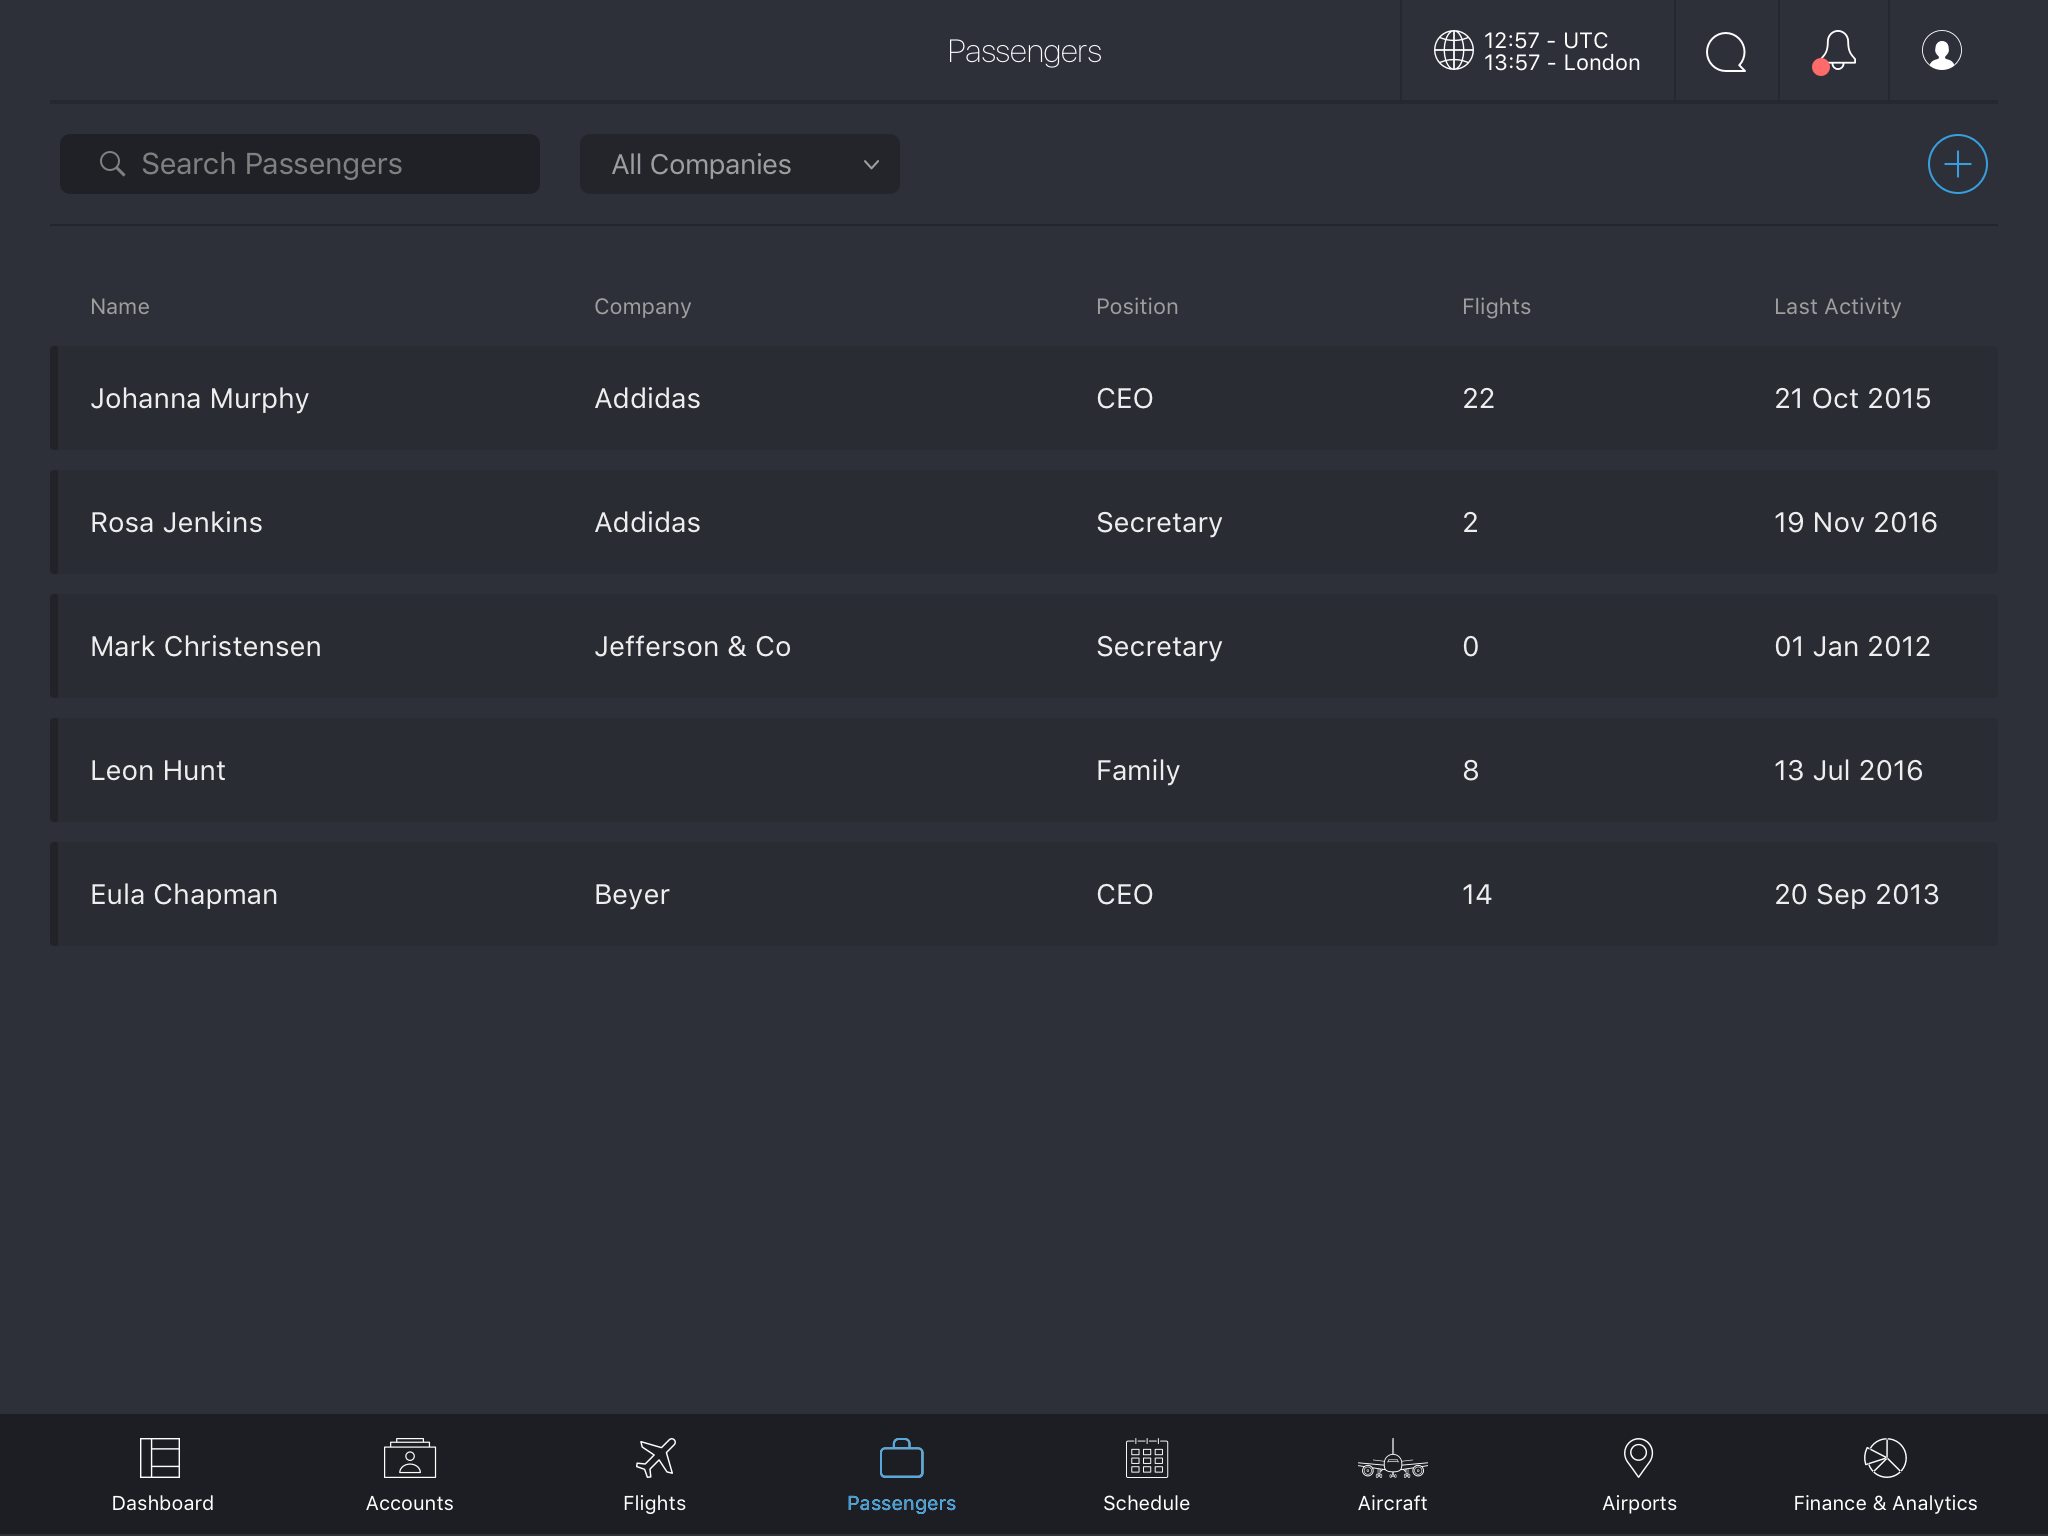 Passengers
12:57 - UTC
13:57 - London
Search Passengers
All Companies
Name Company Position Flights Last Activity
Johanna Murphy Addidas CEO 22 21 Oct 2015
Rosa Jenkins Addidas Secretary 2 19 Nov 2016
Mark Christensen Jefferson & Co Secretary 0 01 Jan 2012
Leon Hunt Family 8 13 Jul 2016
Eula Chapman Beyer CEO 14 20 Sep 2013
Dashboard Accounts Flights Passengers Schedule Aircraft Airports Finance & Analytics